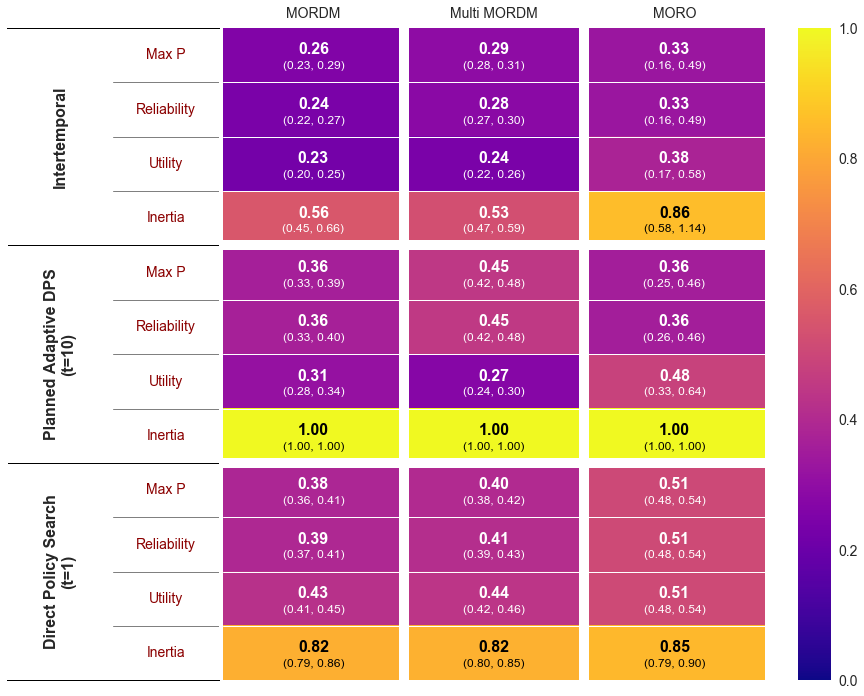 MORDM Multi MORDM MORO
Intertemporal
Max P 0.26 0.29 0.33
(0.23, 0.29) (0.28, 0.31) (0.16, 0.49)
Reliability 0.24 0.28 0.33
(0.22, 0.27) (0.27, 0.30) (0.16, 0.49)
Utility 0.23 0.24 0.38
(0.20, 0.25) (0.22, 0.26) (0.17, 0.58)
Inertia 0.56 0.53 0.86
(0.45, 0.66) (0.47, 0.59) (0.58, 1.14)
Planned Adaptive DPS
(t=10)
Max P 0.36 0.45 0.36
(0.33, 0.39) (0.42, 0.48) (0.25, 0.46)
Reliability 0.36 0.45 0.36
(0.33, 0.40) (0.42, 0.48) (0.26, 0.46)
Utility 0.31 0.27 0.48
(0.28, 0.34) (0.24, 0.30) (0.33, 0.64)
Inertia 1.00 1.00 1.00
(1.00, 1.00) (1.00, 1.00) (1.00, 1.00)
Direct Policy Search
(t=1)
Max P 0.38 0.40 0.51
(0.36, 0.41) (0.38, 0.42) (0.48, 0.54)
Reliability 0.39 0.41 0.51
(0.37, 0.41) (0.39, 0.43) (0.48, 0.54)
Utility 0.43 0.44 0.51
(0.41, 0.45) (0.42, 0.46) (0.48, 0.54)
Inertia 0.82 0.82 0.85
(0.79, 0.86) (0.80, 0.85) (0.79, 0.90)
1.0
0.8
0.6
0.4
0.2
0.0